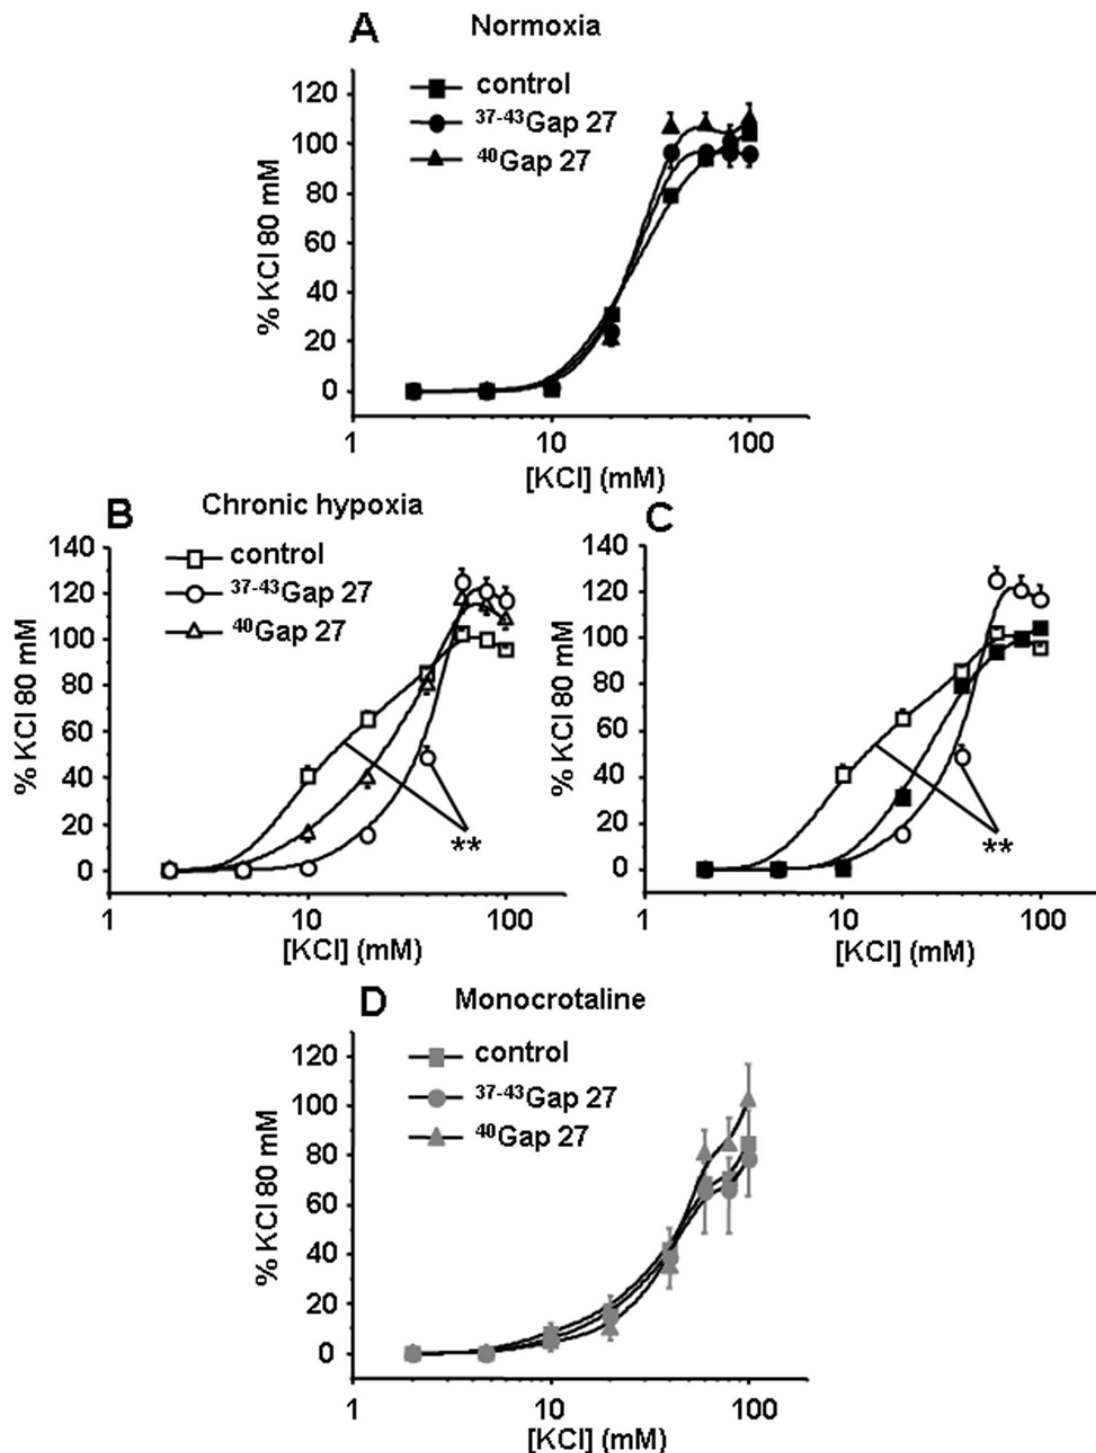 A Normoxia
control
³⁷⁻⁴³Gap 27
⁴⁰Gap 27
% KCl 80 mM
120
100
80
60
40
20
0
1 10 100
[KCl] (mM)
B Chronic hypoxia
control
³⁷⁻⁴³Gap 27
⁴⁰Gap 27
% KCl 80 mM
140
120
100
80
60
40
20
0
**
1 10 100
[KCl] (mM)
C
% KCl 80 mM
140
120
100
80
60
40
20
0
**
1 10 100
[KCl] (mM)
D Monocrotaline
control
³⁷⁻⁴³Gap 27
⁴⁰Gap 27
% KCl 80 mM
120
100
80
60
40
20
0
1 10 100
[KCl] (mM)